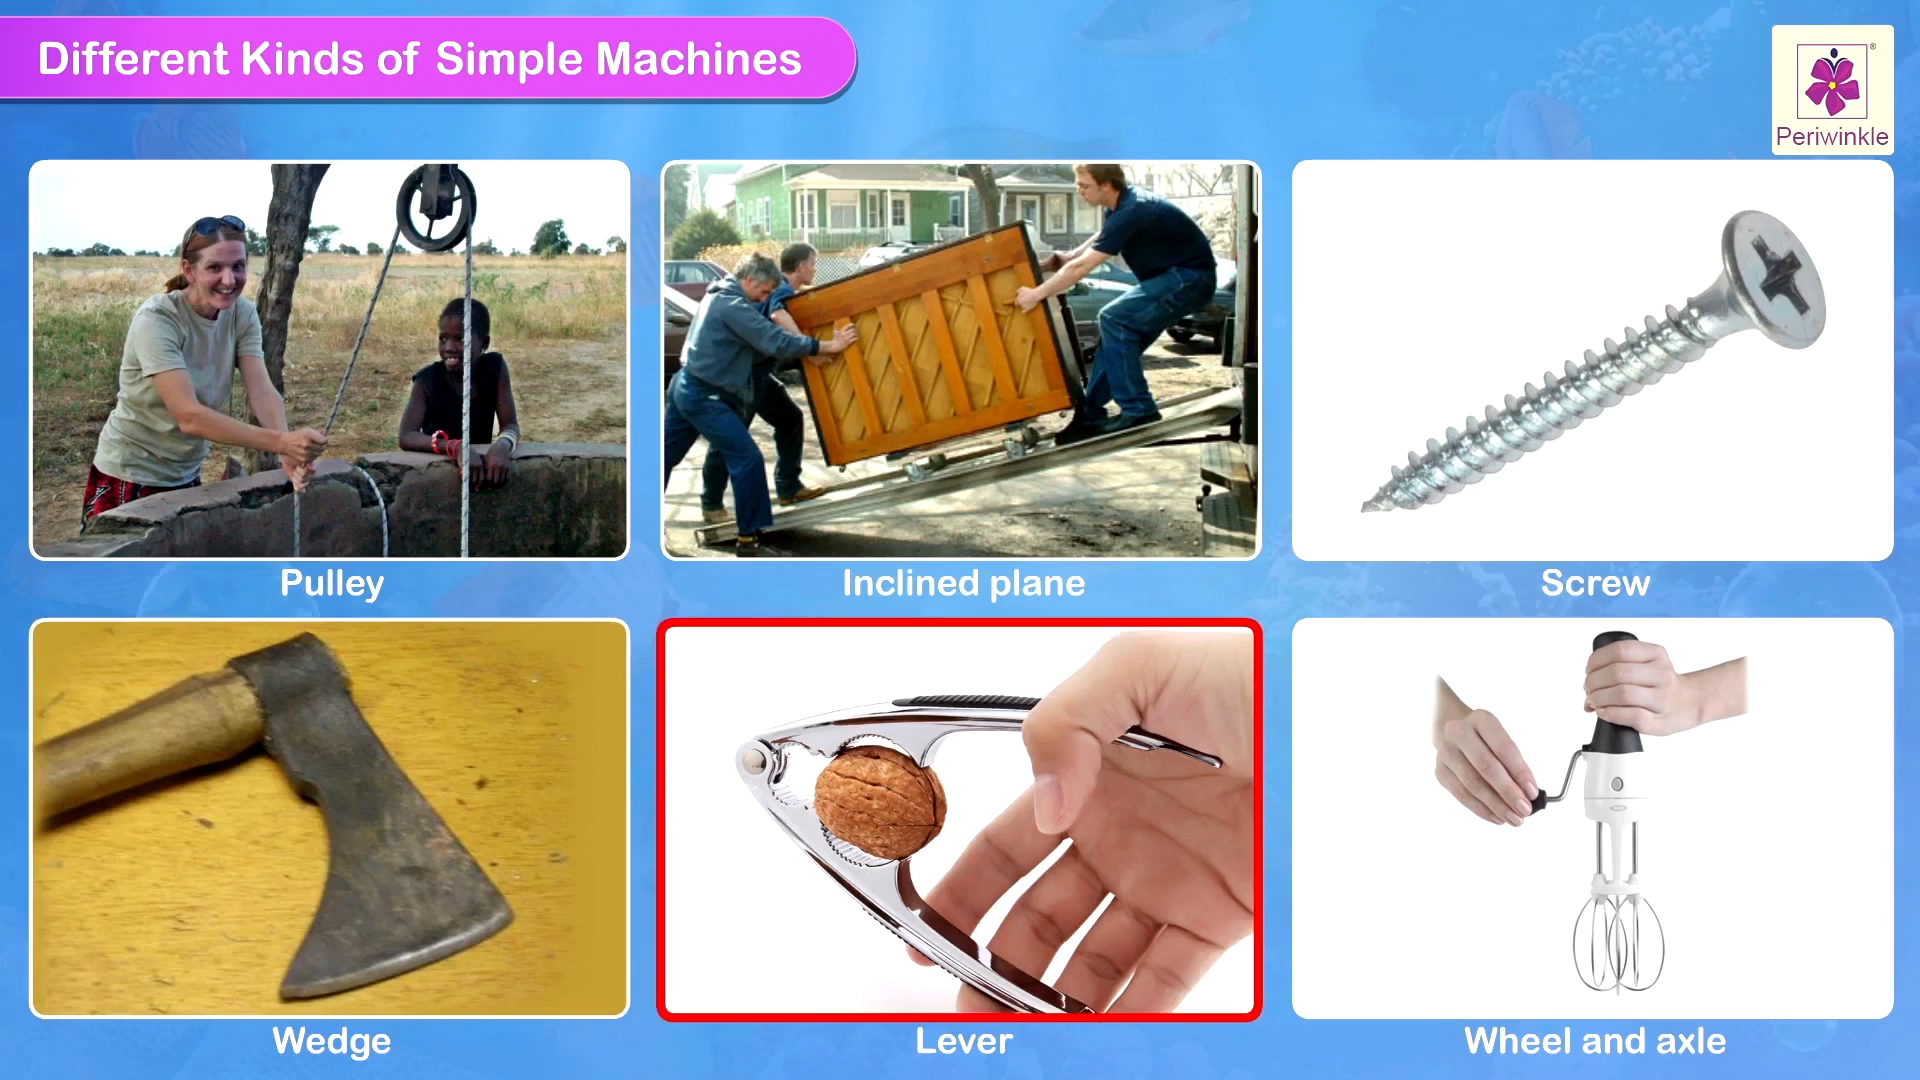 Different Kinds of Simple Machines
®
Periwinkle
Pulley
Inclined plane
Screw
Wedge
Lever
Wheel and axle